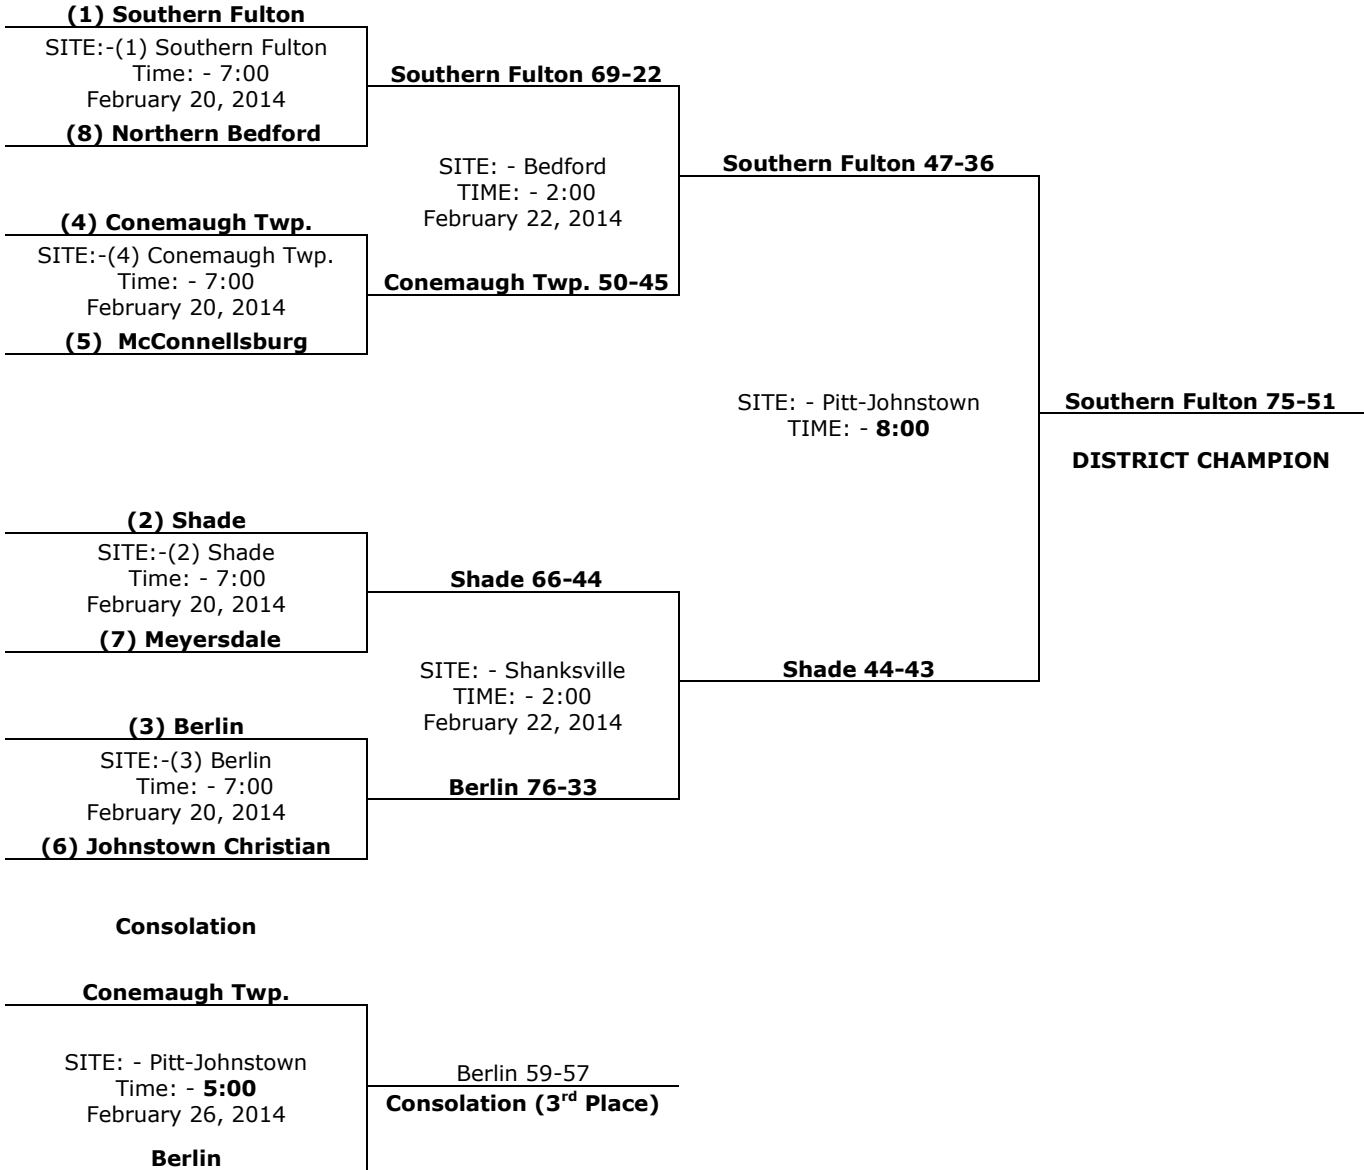 (1) Southern Fulton
SITE:-(1) Southern Fulton
Time: - 7:00
February 20, 2014
(8) Northern Bedford
Southern Fulton 69-22
SITE: - Bedford
TIME: - 2:00
February 22, 2014
Southern Fulton 47-36
(4) Conemaugh Twp.
SITE:-(4) Conemaugh Twp.
Time: - 7:00
February 20, 2014
(5) McConnellsburg
Conemaugh Twp. 50-45
SITE: - Pitt-Johnstown
TIME: - 8:00
Southern Fulton 75-51
DISTRICT CHAMPION
(2) Shade
SITE:-(2) Shade
Time: - 7:00
February 20, 2014
(7) Meyersdale
Shade 66-44
SITE: - Shanksville
TIME: - 2:00
February 22, 2014
Shade 44-43
(3) Berlin
SITE:-(3) Berlin
Time: - 7:00
February 20, 2014
(6) Johnstown Christian
Berlin 76-33
Consolation
Conemaugh Twp.
SITE: - Pitt-Johnstown
Time: - 5:00
February 26, 2014
Berlin
Berlin 59-57
Consolation (3rd Place)